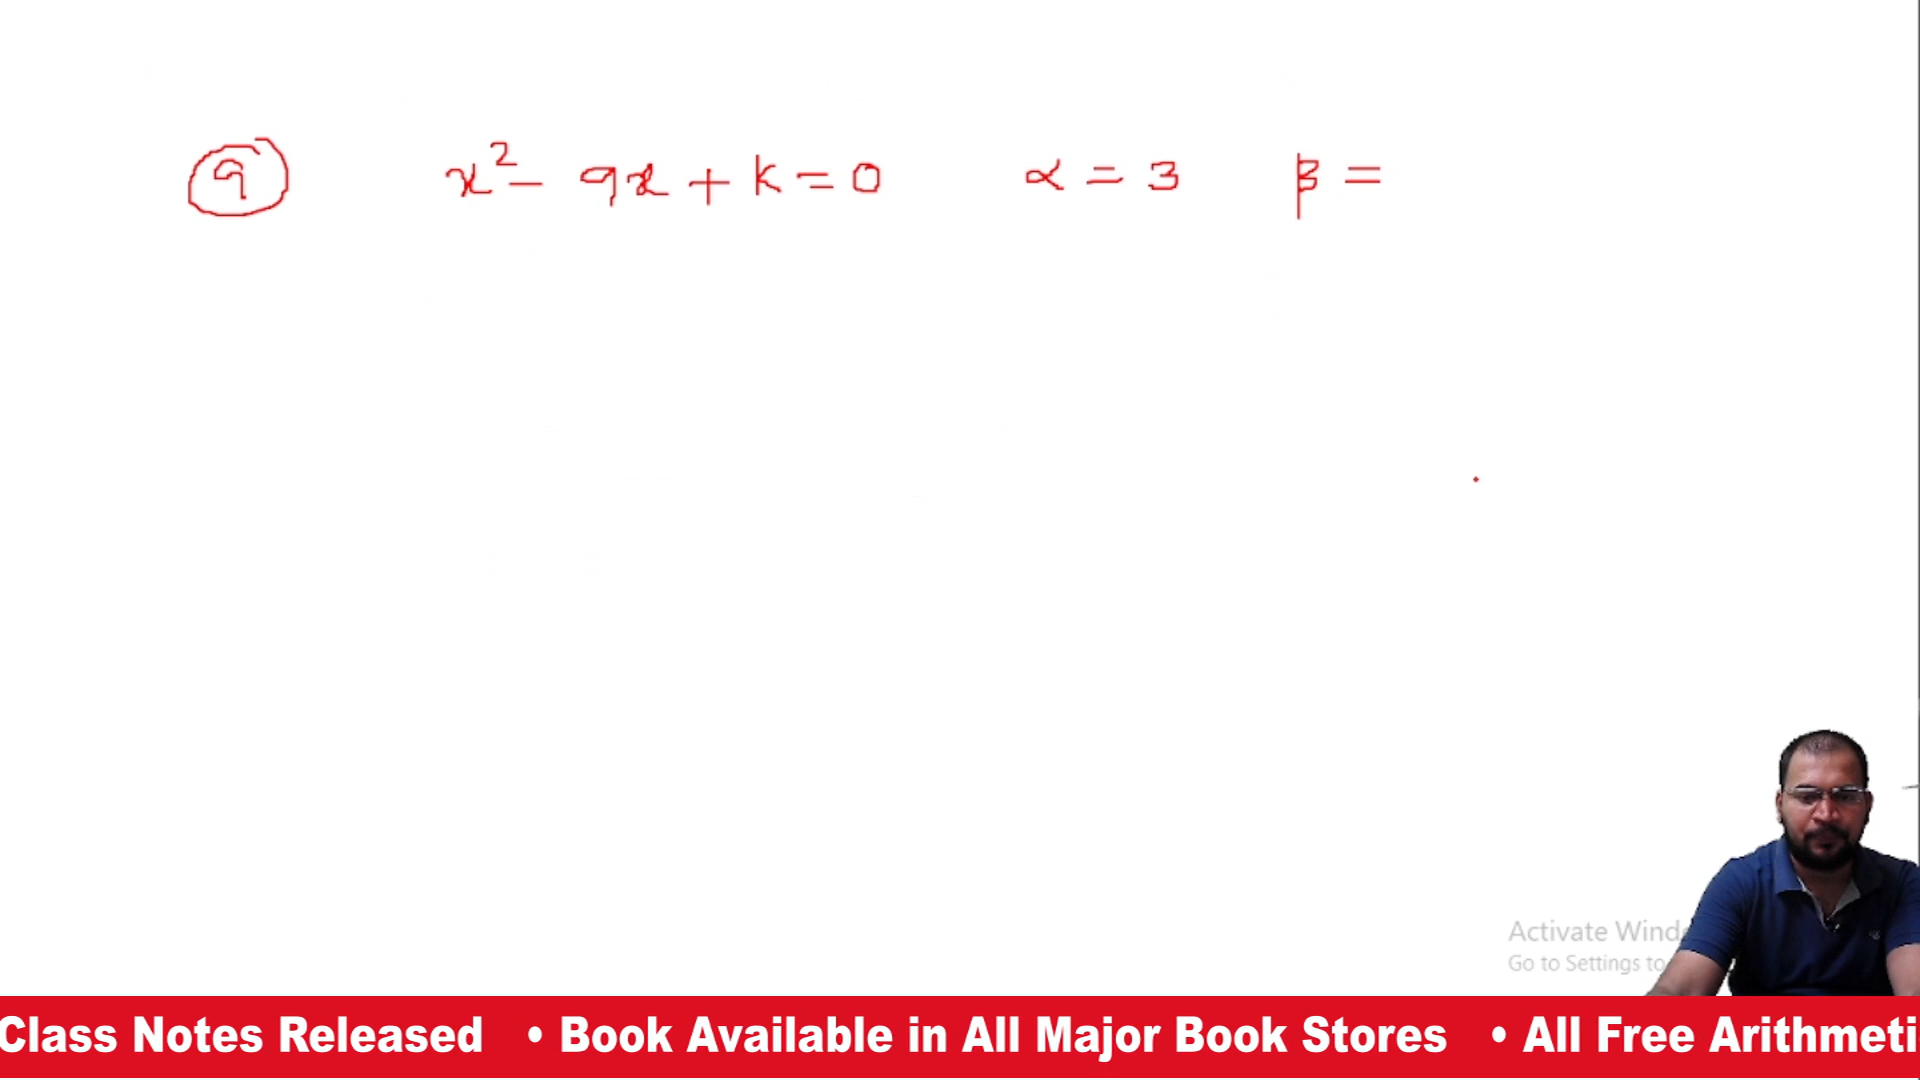 9 x² - 9x + k = 0 α = 3 β =
Activate Wind
Go to Settings to
Class Notes Released • Book Available in All Major Book Stores • All Free Arithmeti